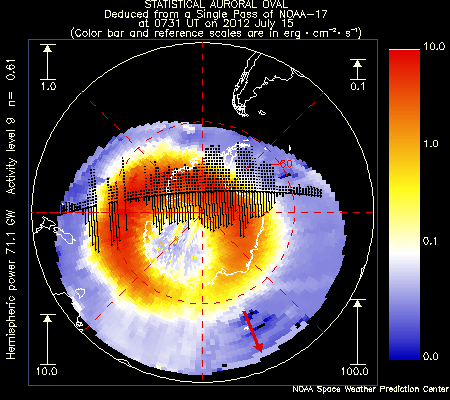 STATISTICAL AURORAL OVAL
Deduced from a Single Pass of NOAA-17
at 0731 UT on 2012 July 15
(Color bar and reference scales are in erg · cm⁻² · s⁻¹)
1.0
0.1
10.0
1.0
0.1
0.0
-60
Hemispheric power 71.1 GW Activity level 9 n= 0.61
10.0
100.0
NOAA Space Weather Prediction Center